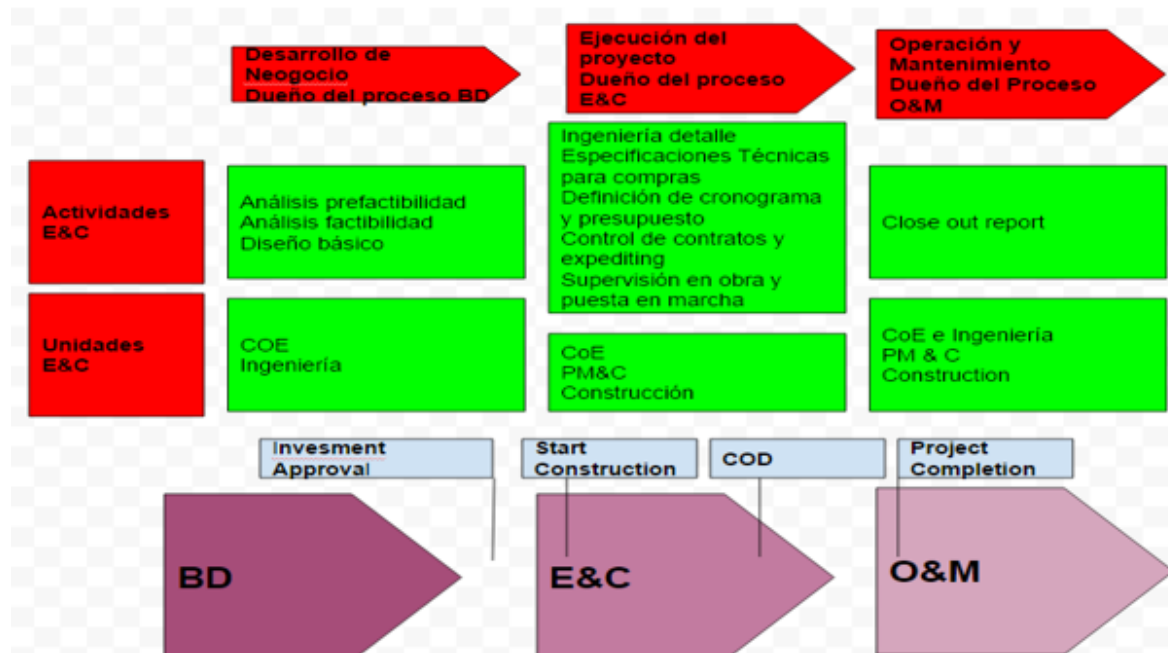 Desarrollo de
Neogocio
Dueño del proceso BD
Ejecución del
proyecto
Dueño del proceso
E&C
Operación y
Mantenimiento
Dueño del Proceso
O&M
Actividades
E&C
Análisis prefactibilidad
Análisis factibilidad
Diseño básico
Ingeniería detalle
Especificaciones Técnicas
para compras
Definición de cronograma
y presupuesto
Control de contratos y
expediting
Supervisión en obra y
puesta en marcha
Close out report
Unidades
E&C
COE
Ingeniería
CoE
PM&C
Construcción
CoE e Ingeniería
PM & C
Construction
Invesment
Approval
Start
Construction
COD
Project
Completion
BD
E&C
O&M